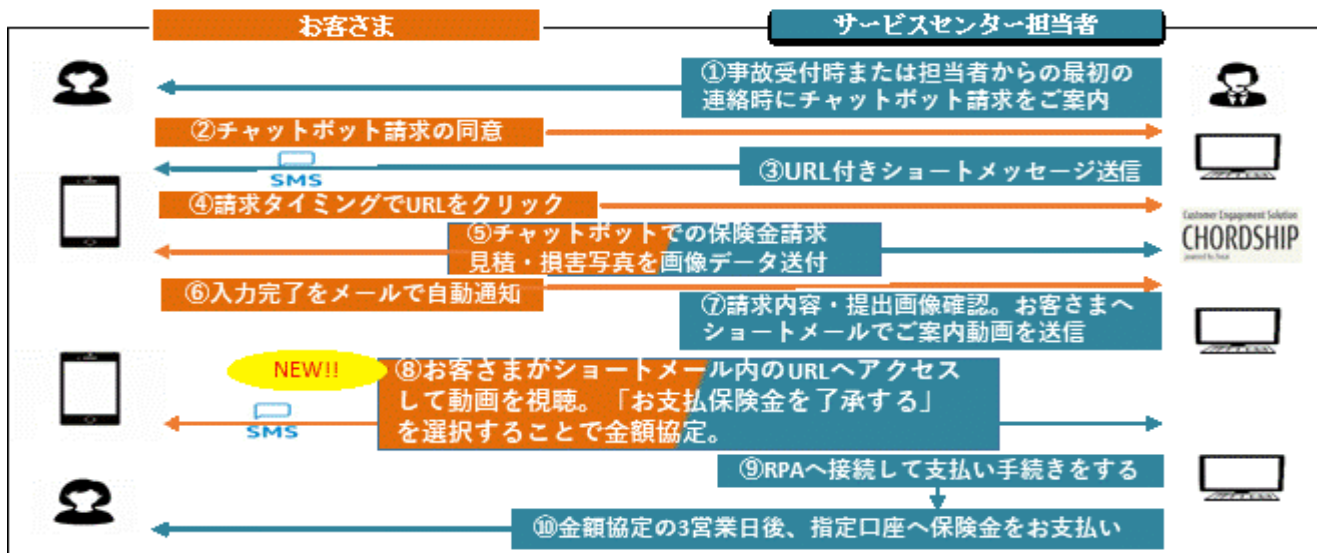 お客さま
サービスセンター担当者
①事故受付時または担当者からの最初の
連絡時にチャットボット請求をご案内
②チャットボット請求の同意
SMS
③URL付きショートメッセージ送信
④請求タイミングでURLをクリック
Customer Engagement Solution
CHORDSHIP
⑤チャットボットでの保険金請求
見積・損害写真を画像データ送付
⑥入力完了をメールで自動通知
⑦請求内容・提出画像確認。お客さまへ
ショートメールでご案内動画を送信
NEW!!
⑧お客さまがショートメール内のURLへアクセス
して動画を視聴。「お支払保険金を了承する」
を選択することで金額協定。
SMS
⑨RPAへ接続して支払い手続きをする
⑩金額協定の3営業日後、指定口座へ保険金をお支払い